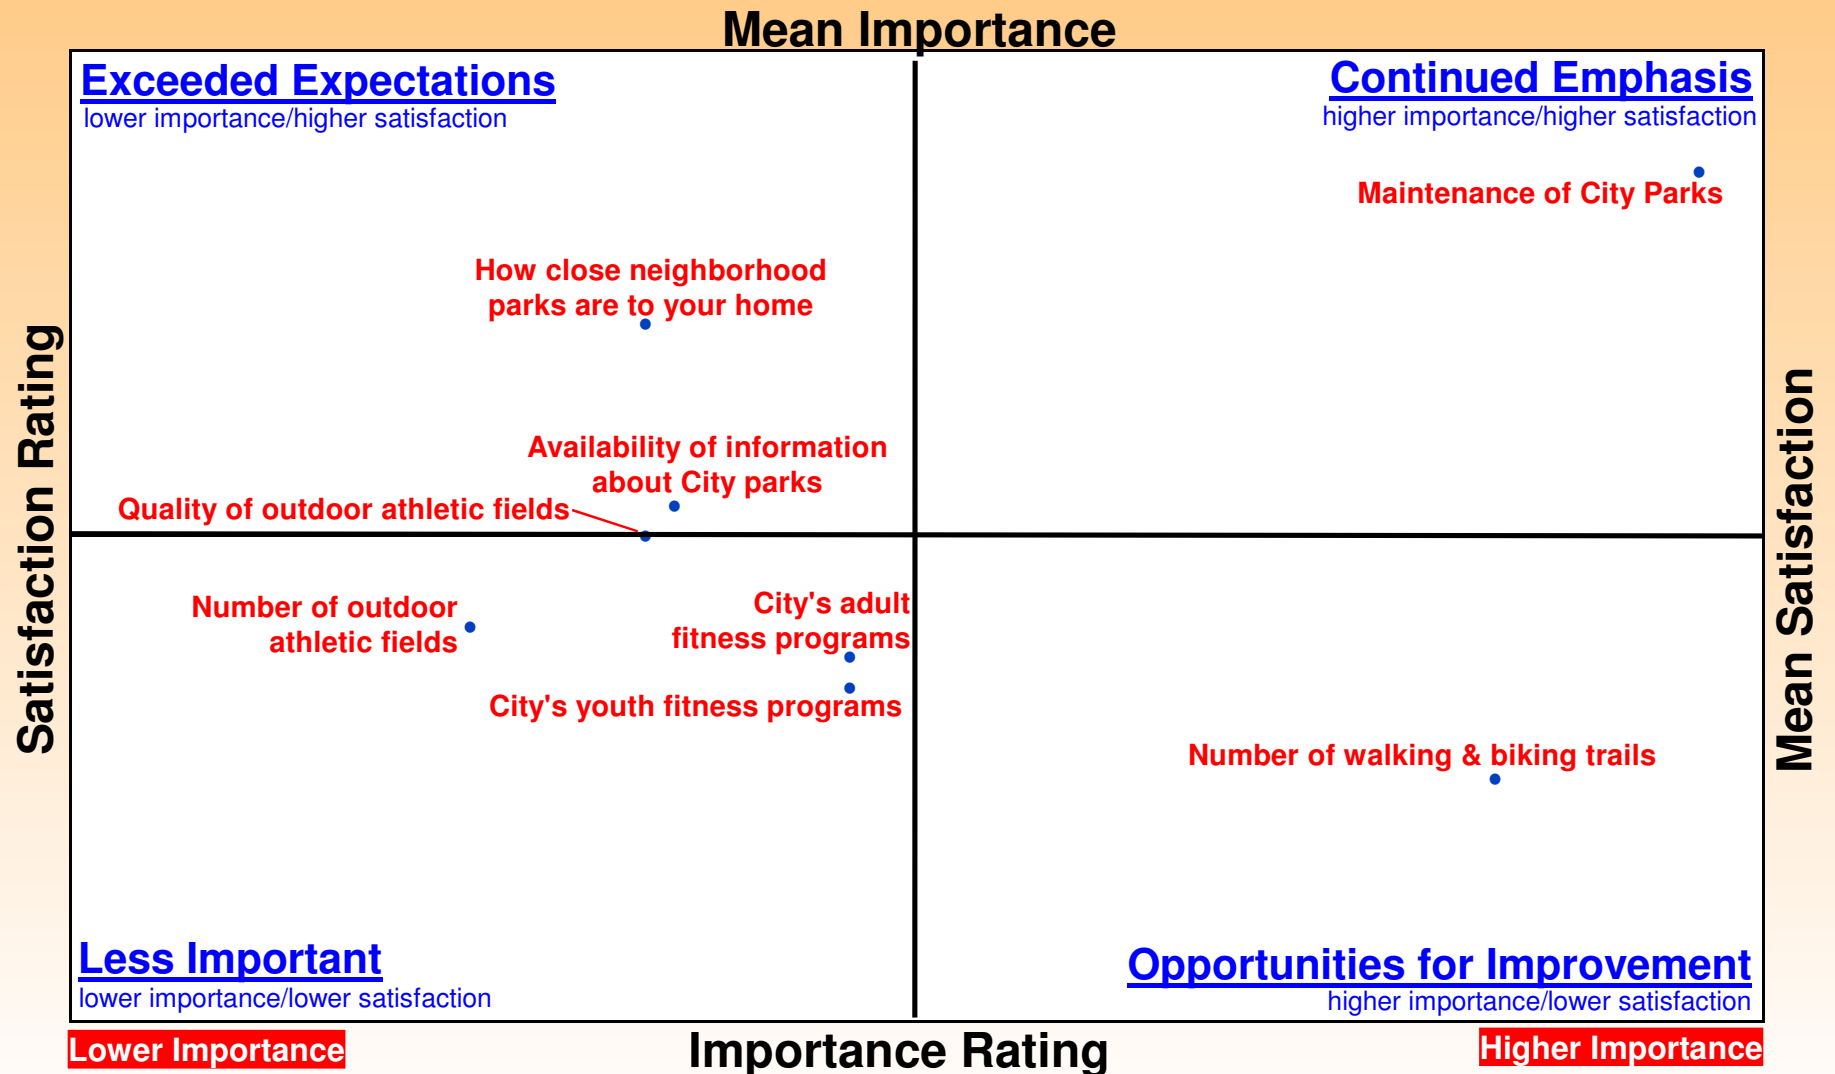 Mean Importance
Exceeded Expectations
lower importance/higher satisfaction
Continued Emphasis
higher importance/higher satisfaction
Maintenance of City Parks
How close neighborhood
parks are to your home
Availability of information
about City parks
Quality of outdoor athletic fields
Satisfaction Rating
Mean Satisfaction
Number of outdoor
athletic fields
City's adult
fitness programs
City's youth fitness programs
Number of walking & biking trails
Less Important
lower importance/lower satisfaction
Opportunities for Improvement
higher importance/lower satisfaction
Lower Importance
Importance Rating
Higher Importance